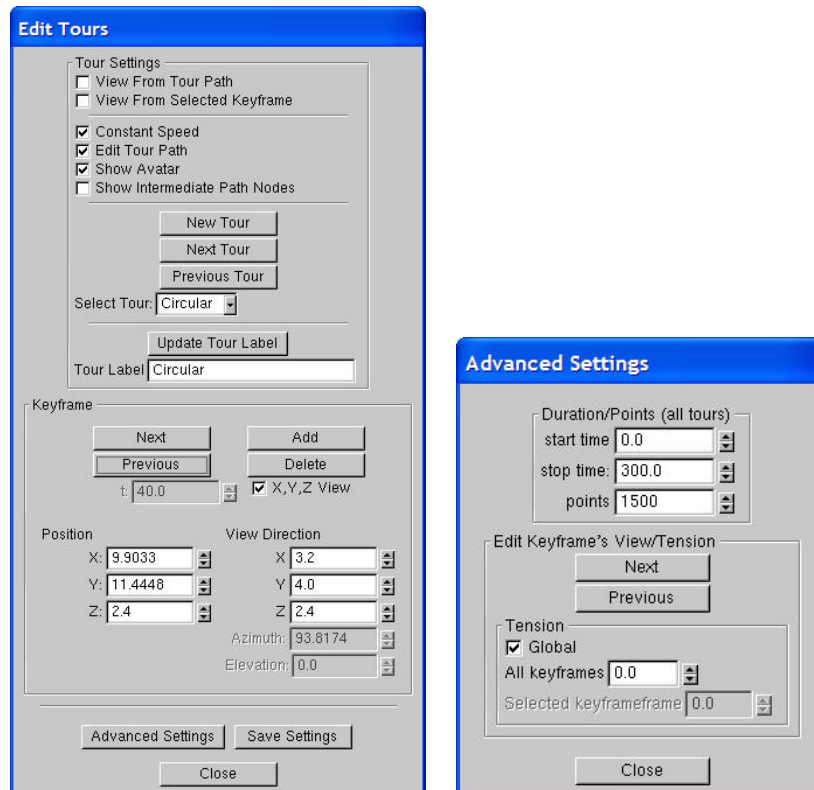 Edit Tours
Tour Settings
View From Tour Path
View From Selected Keyframe
Constant Speed
Edit Tour Path
Show Avatar
Show Intermediate Path Nodes
New Tour
Next Tour
Previous Tour
Select Tour: Circular
Update Tour Label
Tour Label Circular
Keyframe
Next Add
Previous Delete
t: 40.0 X,Y,Z View
Position View Direction
X: 9.9033 X 3.2
Y: 11.4448 Y 4.0
Z: 2.4 Z 2.4
Azimuth: 93.8174
Elevation: 0.0
Advanced Settings Save Settings
Close
Advanced Settings
Duration/Points (all tours)
start time 0.0
stop time: 300.0
points 1500
Edit Keyframe's View/Tension
Next
Previous
Tension
Global
All keyframes 0.0
Selected keyframeframe 0.0
Close